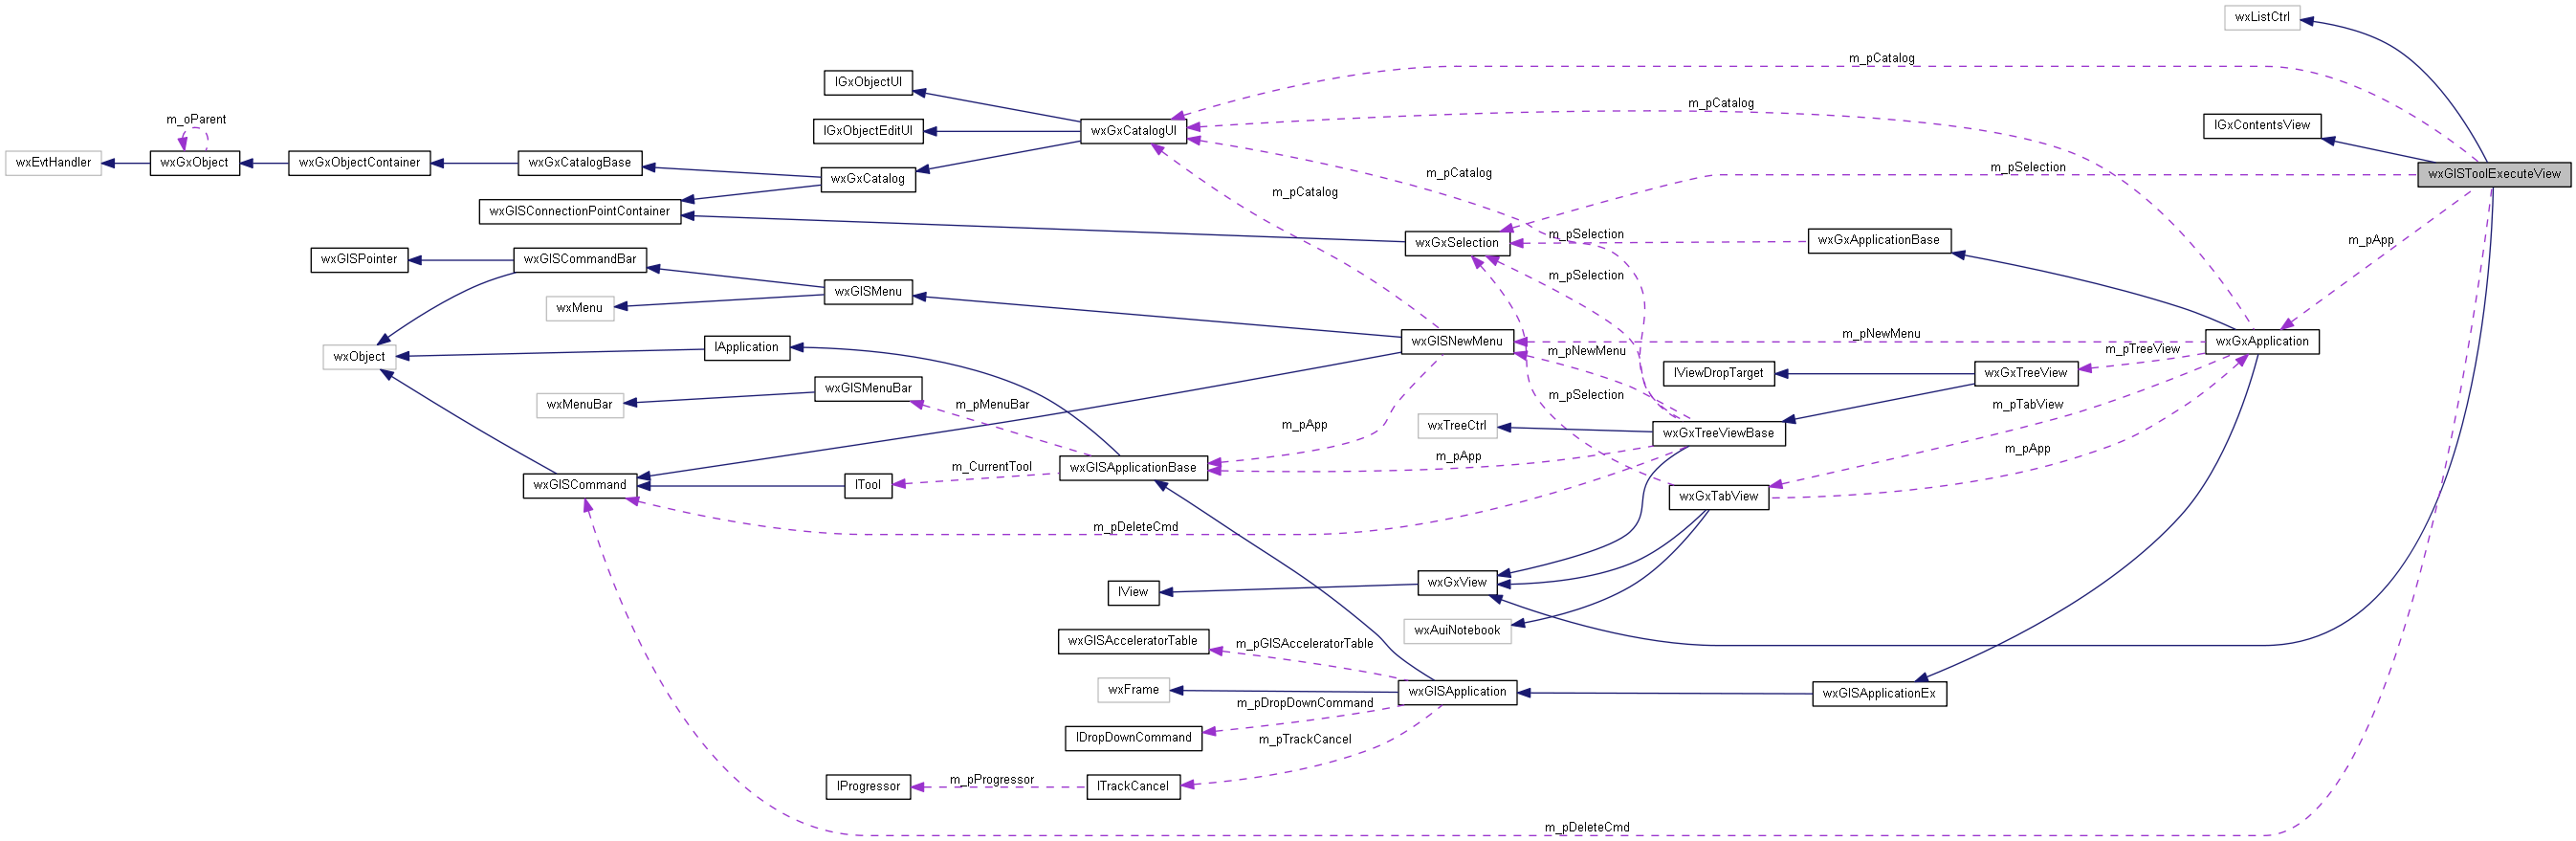 wxListCtrl
m_pCatalog
IGxObjectUI
m_pCatalog
m_oParent
IGxContentsView
IGxObjectEditUI
wxGxCatalogUI
wxEvtHandler
wxGxObject
wxGxObjectContainer
wxGxCatalogBase
m_pSelection
wxGISToolExecuteView
wxGxCatalog
m_pCatalog
m_pCatalog
wxGISConnectionPointContainer
m_pSelection
wxGxSelection
wxGxApplicationBase
m_pApp
wxGISPointer
wxGISCommandBar
m_pSelection
wxGISMenu
wxMenu
m_pNewMenu
wxGISNewMenu
wxGxApplication
IApplication
wxObject
m_pNewMenu
m_pTreeView
IViewDropTarget
wxGxTreeView
wxGISMenuBar
wxMenuBar
m_pMenuBar
m_pSelection
m_pTabView
m_pApp
wxTreeCtrl
wxGxTreeViewBase
m_pApp
m_pApp
m_CurrentTool
wxGISApplicationBase
wxGISCommand
ITool
wxGxTabView
m_pDeleteCmd
wxGxView
IView
wxAuiNotebook
wxGISAcceleratorTable
m_pGISAcceleratorTable
wxFrame
wxGISApplication
wxGISApplicationEx
m_pDropDownCommand
IDropDownCommand
m_pTrackCancel
IProgressor
m_pProgressor
ITrackCancel
m_pDeleteCmd